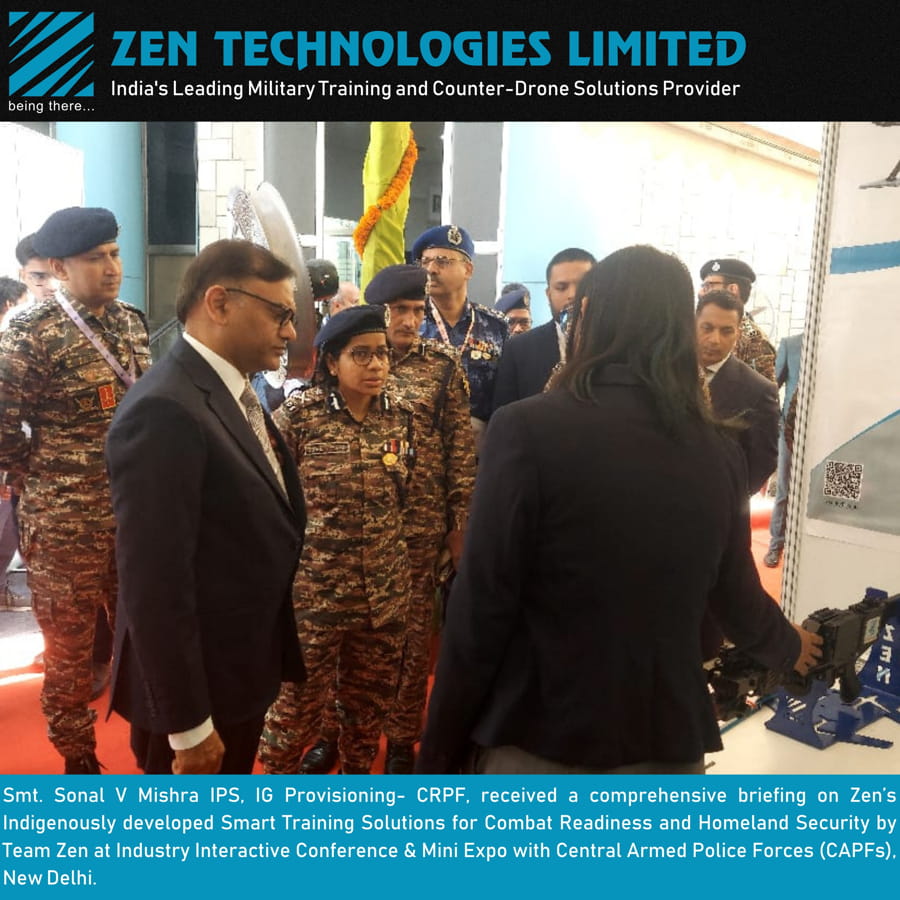 ZEN TECHNOLOGIES LIMITED
India's Leading Military Training and Counter-Drone Solutions Provider
being there...
ZEN
Smt. Sonal V Mishra IPS, IG Provisioning- CRPF, received a comprehensive briefing on Zen's
Indigenously developed Smart Training Solutions for Combat Readiness and Homeland Security by
Team Zen at Industry Interactive Conference & Mini Expo with Central Armed Police Forces (CAPFs),
New Delhi.